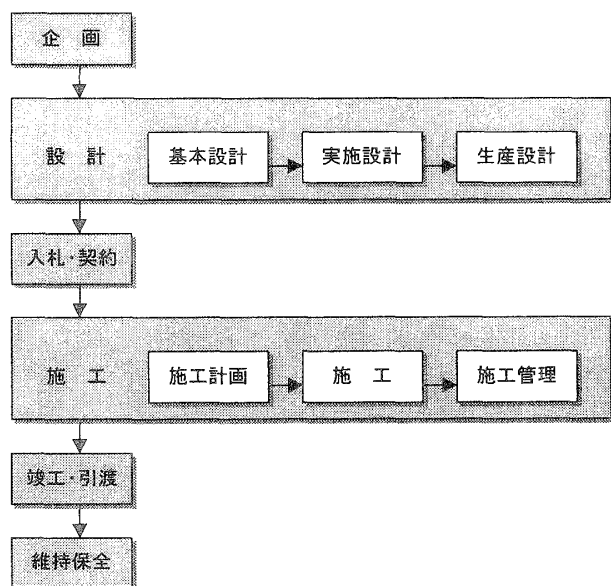 企 画
設 計
基本設計
実施設計
生産設計
入札・契約
施 工
施工計画
施 工
施工管理
竣工・引渡
維持保全